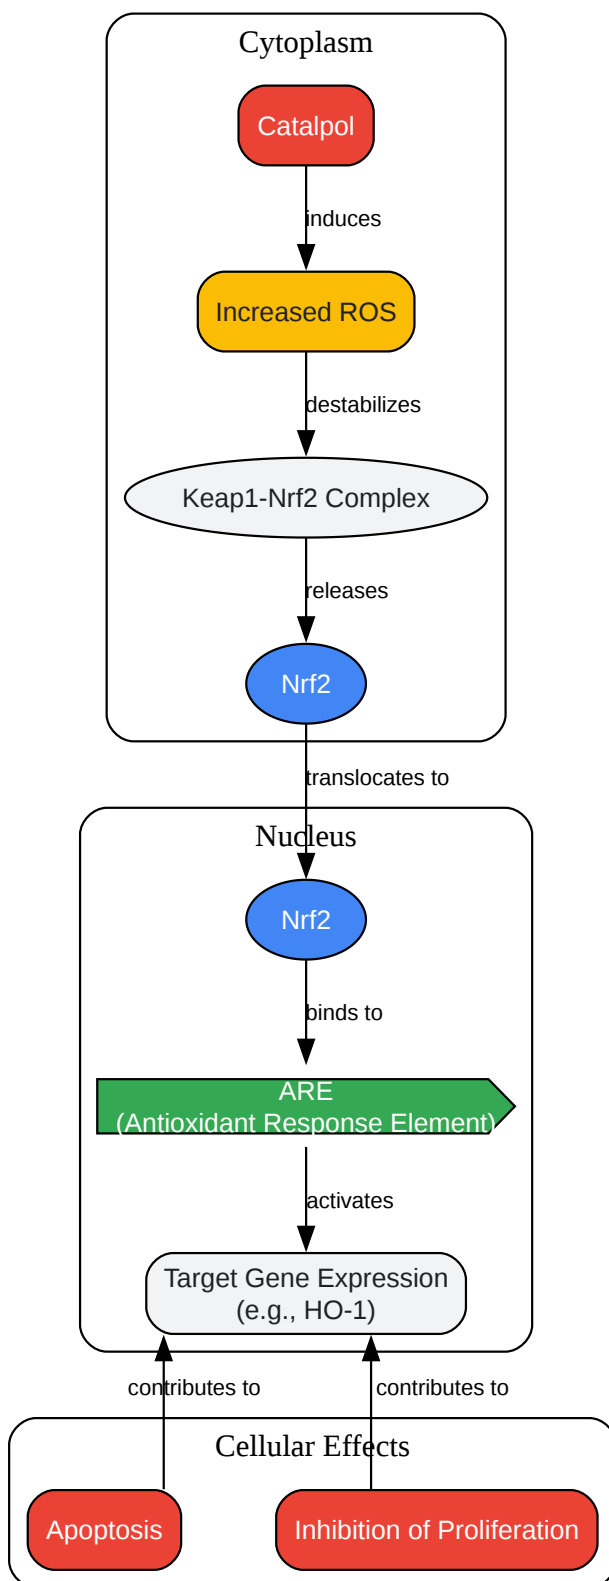 Cytoplasm
Catalpol
induces
Increased ROS
destabilizes
Keap1-Nrf2 Complex
releases
Nrf2
translocates to
Nucleus
Nrf2
binds to
ARE
(Antioxidant Response Element)
activates
Target Gene Expression
(e.g., HO-1)
contributes to
contributes to
Cellular Effects
Apoptosis
Inhibition of Proliferation